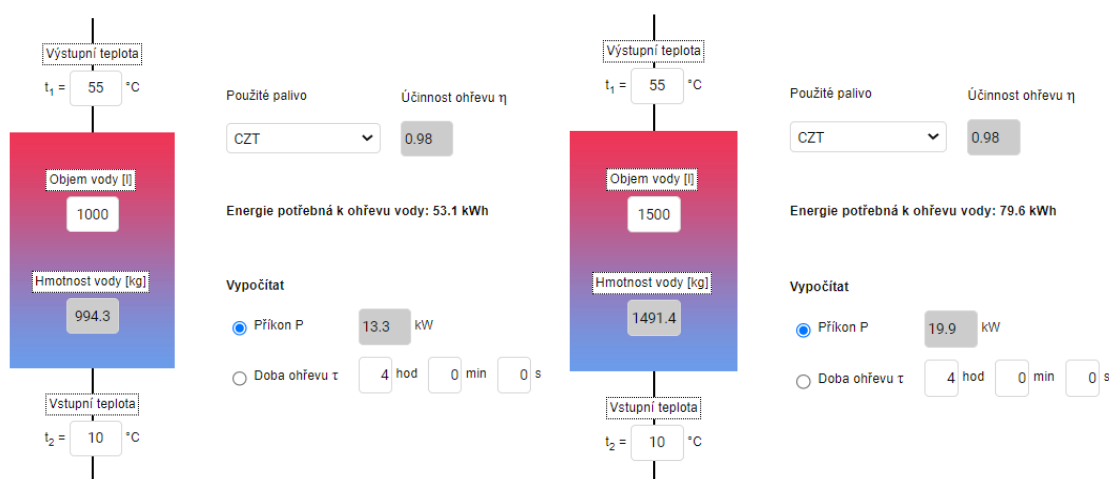 Výstupní teplota
t₁ = 55 °C
Použité palivo Účinnost ohřevu η
CZT 0.98
Objem vody [l]
1000
Energie potřebná k ohřevu vody: 53.1 kWh
Hmotnost vody [kg]
994.3
Vypočítat
Příkon P 13.3 kW
Doba ohřevu τ 4 hod 0 min 0 s
Vstupní teplota
t₂ = 10 °C
Výstupní teplota
t₁ = 55 °C
Použité palivo Účinnost ohřevu η
CZT 0.98
Objem vody [l]
1500
Energie potřebná k ohřevu vody: 79.6 kWh
Hmotnost vody [kg]
1491.4
Vypočítat
Příkon P 19.9 kW
Doba ohřevu τ 4 hod 0 min 0 s
Vstupní teplota
t₂ = 10 °C